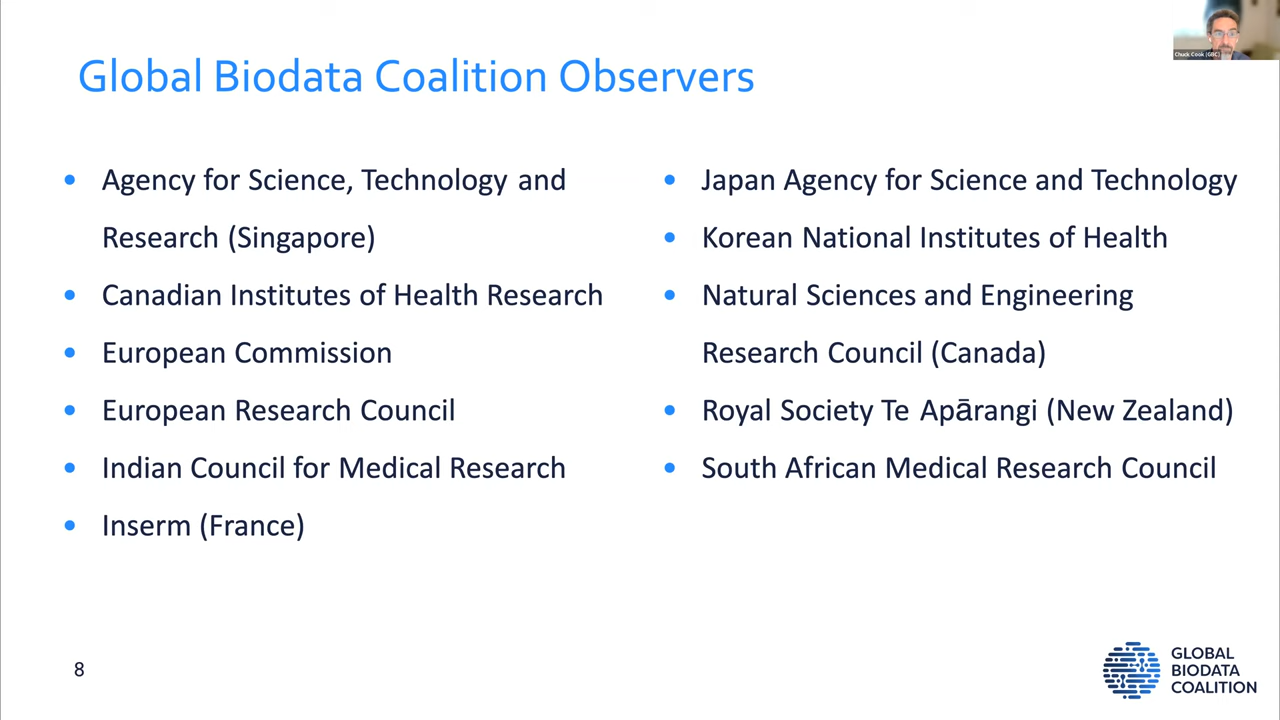 Chuck Cook (GBC)
Global Biodata Coalition Observers
• Agency for Science, Technology and
Research (Singapore)
• Canadian Institutes of Health Research
• European Commission
• European Research Council
• Indian Council for Medical Research
• Inserm (France)
• Japan Agency for Science and Technology
• Korean National Institutes of Health
• Natural Sciences and Engineering
Research Council (Canada)
• Royal Society Te Apārangi (New Zealand)
• South African Medical Research Council
8
GLOBAL
BIODATA
COALITION